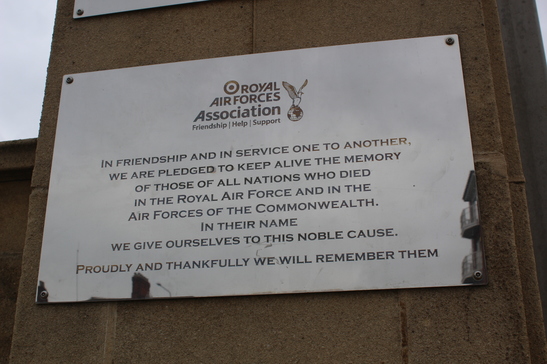 ROYAL
AIR FORCES
Association
Friendship | Help | Support
IN FRIENDSHIP AND IN SERVICE ONE TO ANOTHER,
WE ARE PLEDGED TO KEEP ALIVE THE MEMORY
OF THOSE OF ALL NATIONS WHO DIED
IN THE ROYAL AIR FORCE AND IN THE
AIR FORCES OF THE COMMONWEALTH.
IN THEIR NAME
WE GIVE OURSELVES TO THIS NOBLE CAUSE.
PROUDLY AND THANKFULLY WE WILL REMEMBER THEM